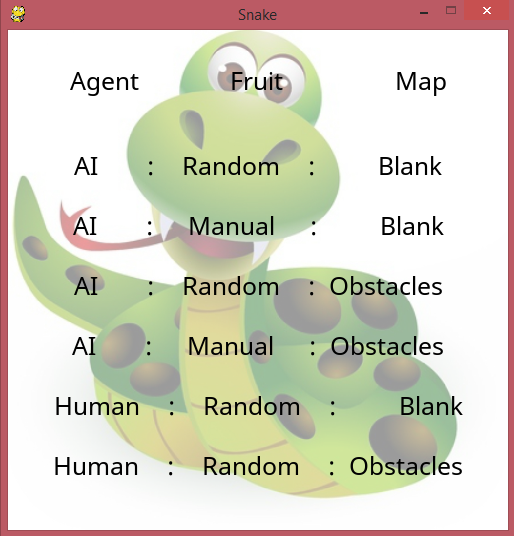 Snake
Agent Fruit Map
AI : Random : Blank
AI : Manual : Blank
AI : Random : Obstacles
AI : Manual : Obstacles
Human : Random : Blank
Human : Random : Obstacles